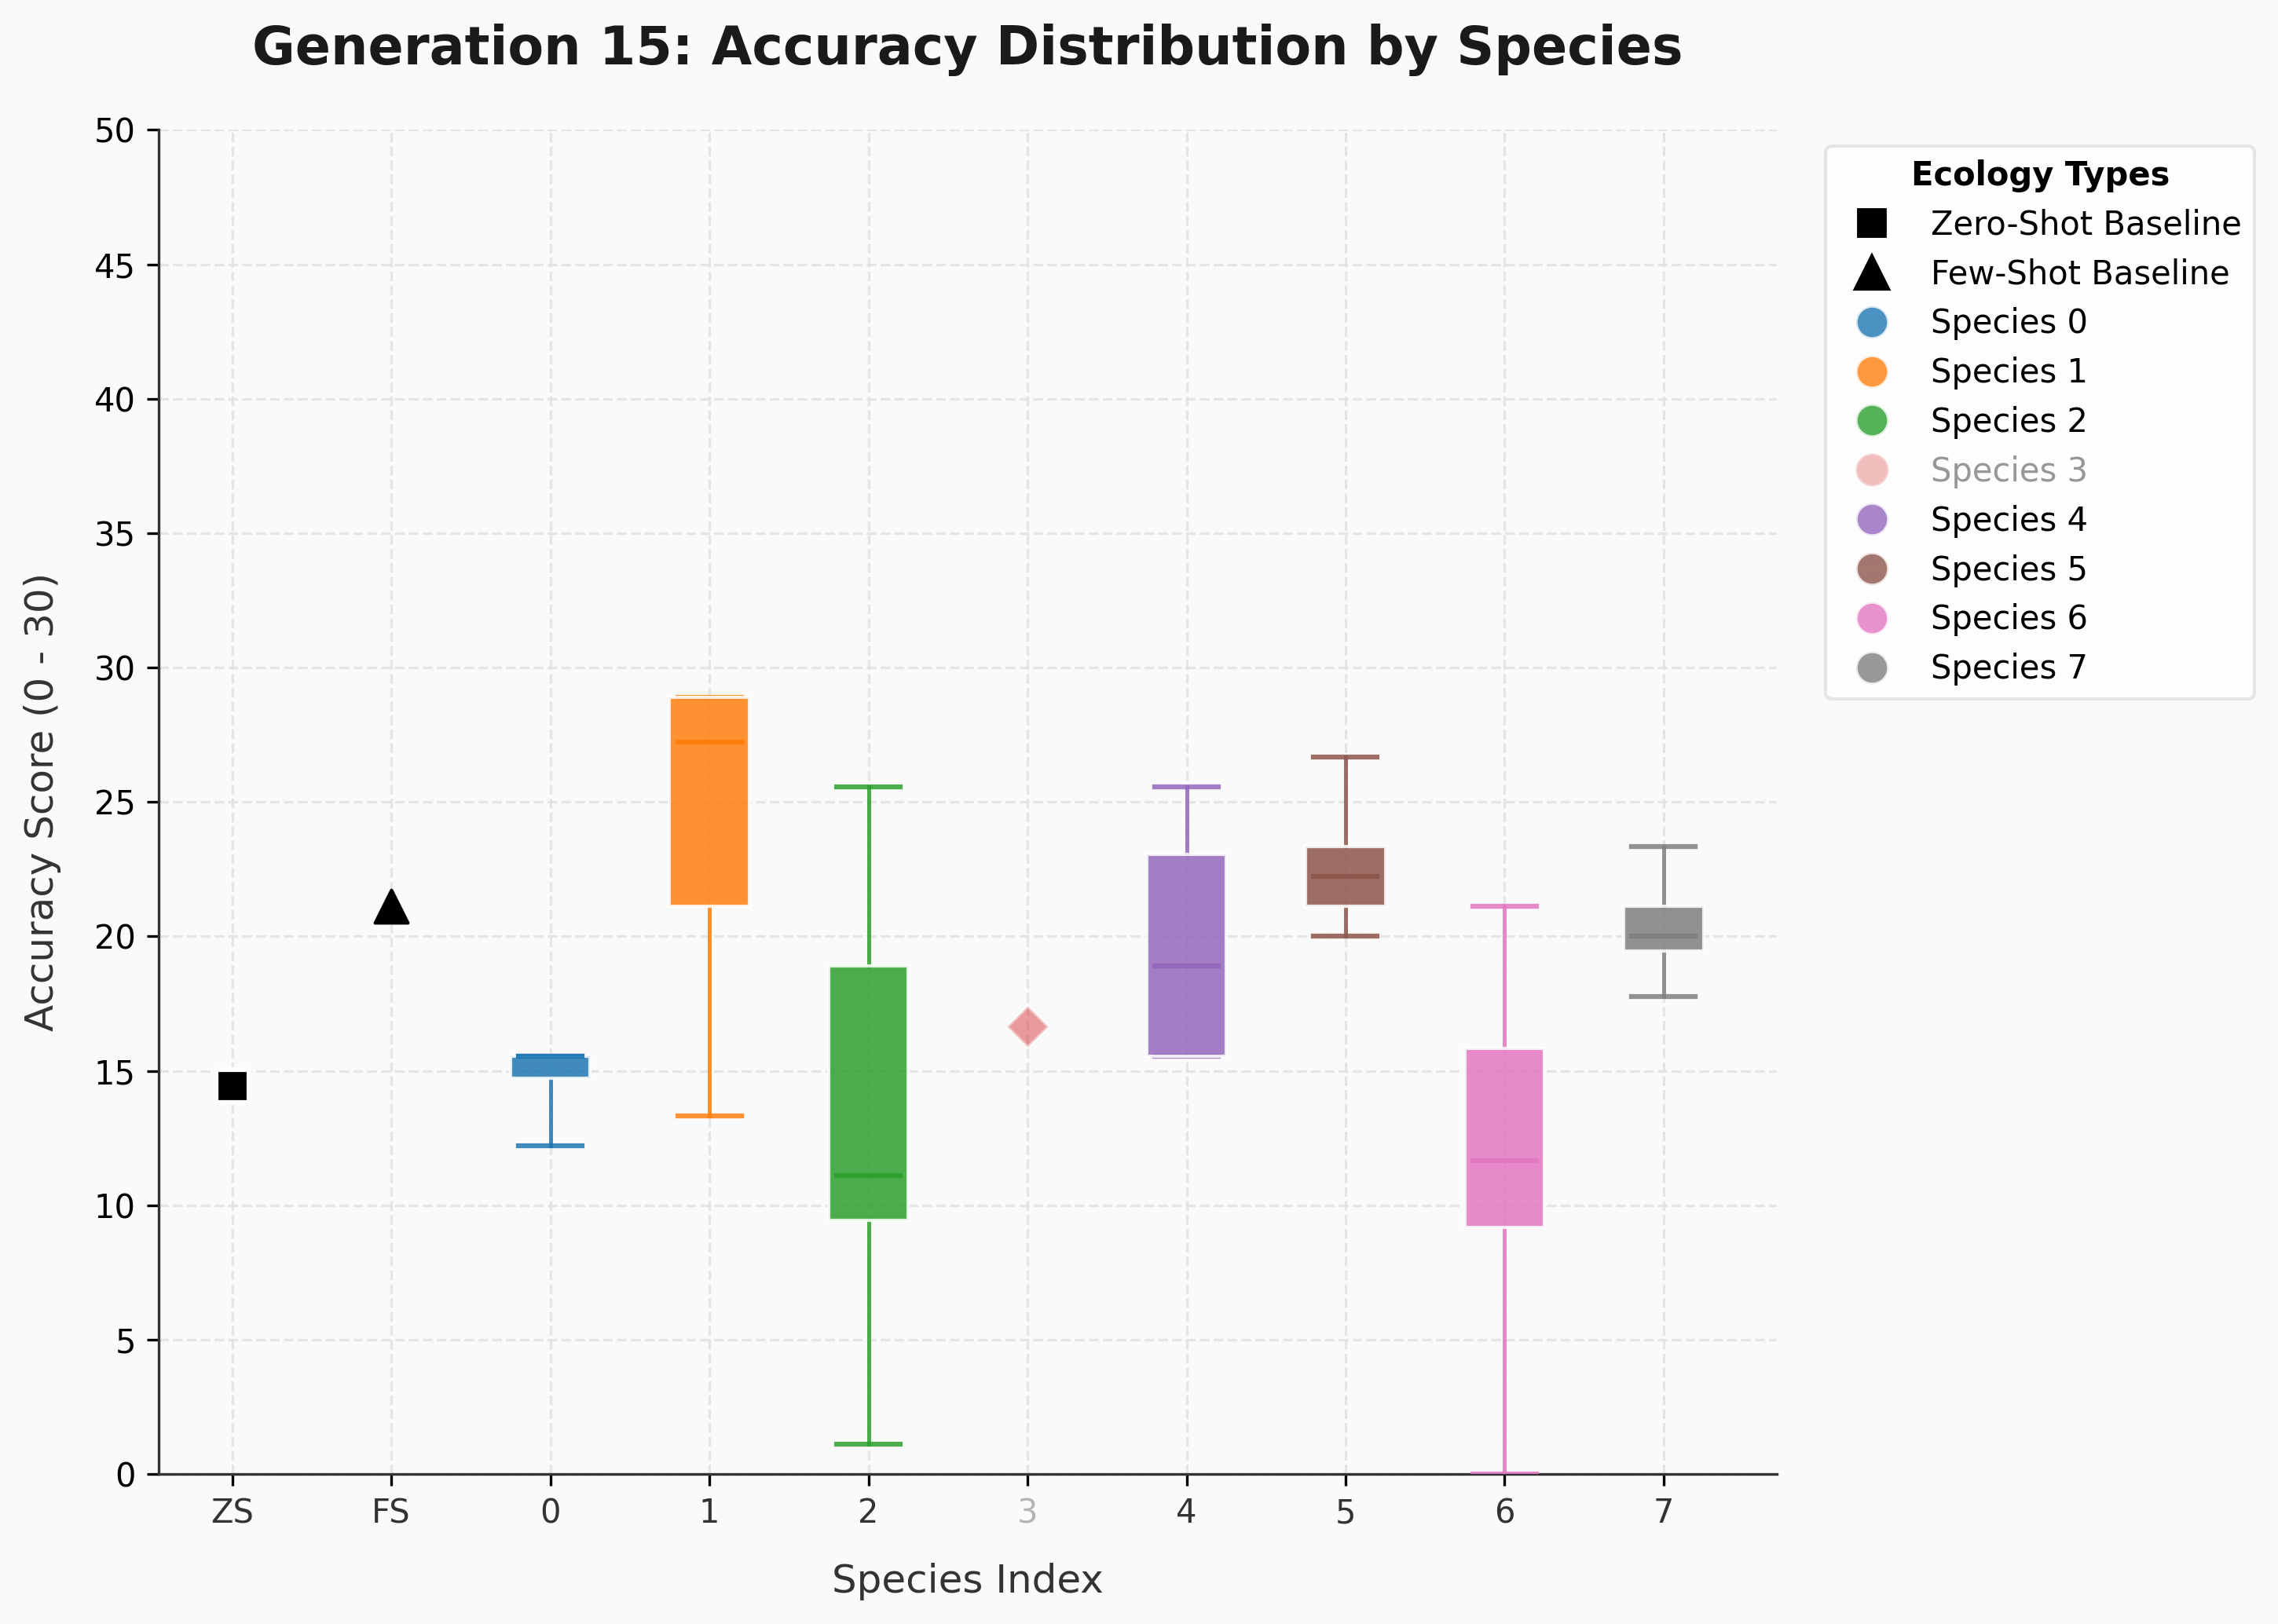 Generation 15: Accuracy Distribution by Species
Accuracy Score (0 - 30)
50
45
40
35
30
25
20
15
10
5
0
ZS FS 0 1 2 3 4 5 6 7
Species Index
Ecology Types
Zero-Shot Baseline
Few-Shot Baseline
Species 0
Species 1
Species 2
Species 3
Species 4
Species 5
Species 6
Species 7